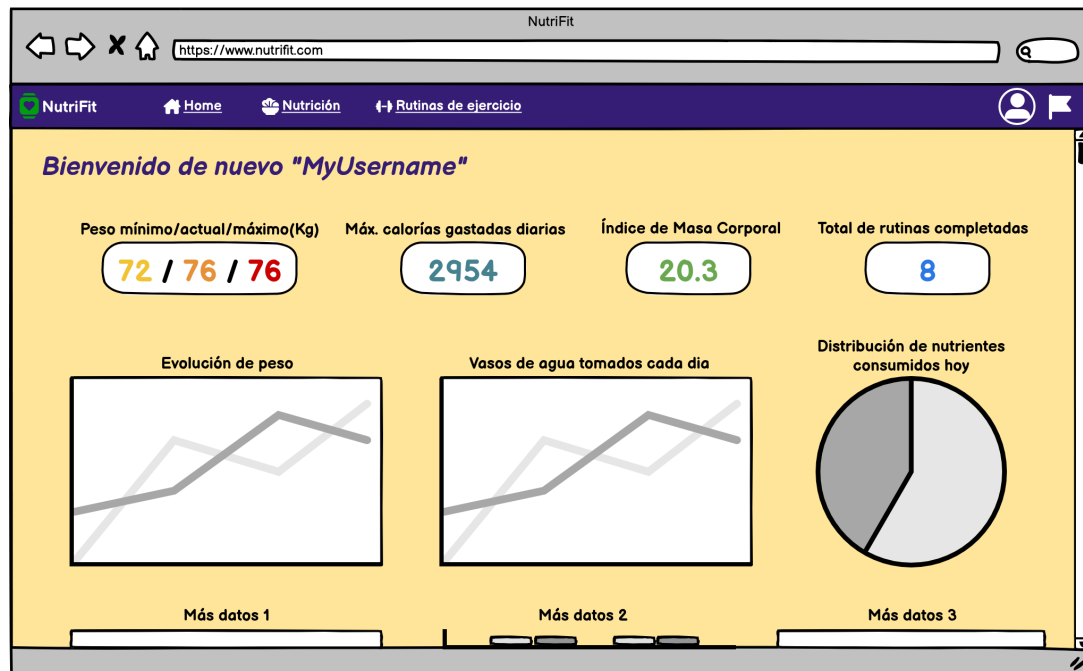 NutriFit
https://www.nutrifit.com
NutriFit Home Nutrición Rutinas de ejercicio
Bienvenido de nuevo "MyUsername"
Peso mínimo/actual/máximo(Kg)
72 / 76 / 76
Máx. calorías gastadas diarias
2954
Índice de Masa Corporal
20.3
Total de rutinas completadas
8
Evolución de peso
Vasos de agua tomados cada dia
Distribución de nutrientes
consumidos hoy
Más datos 1
Más datos 2
Más datos 3